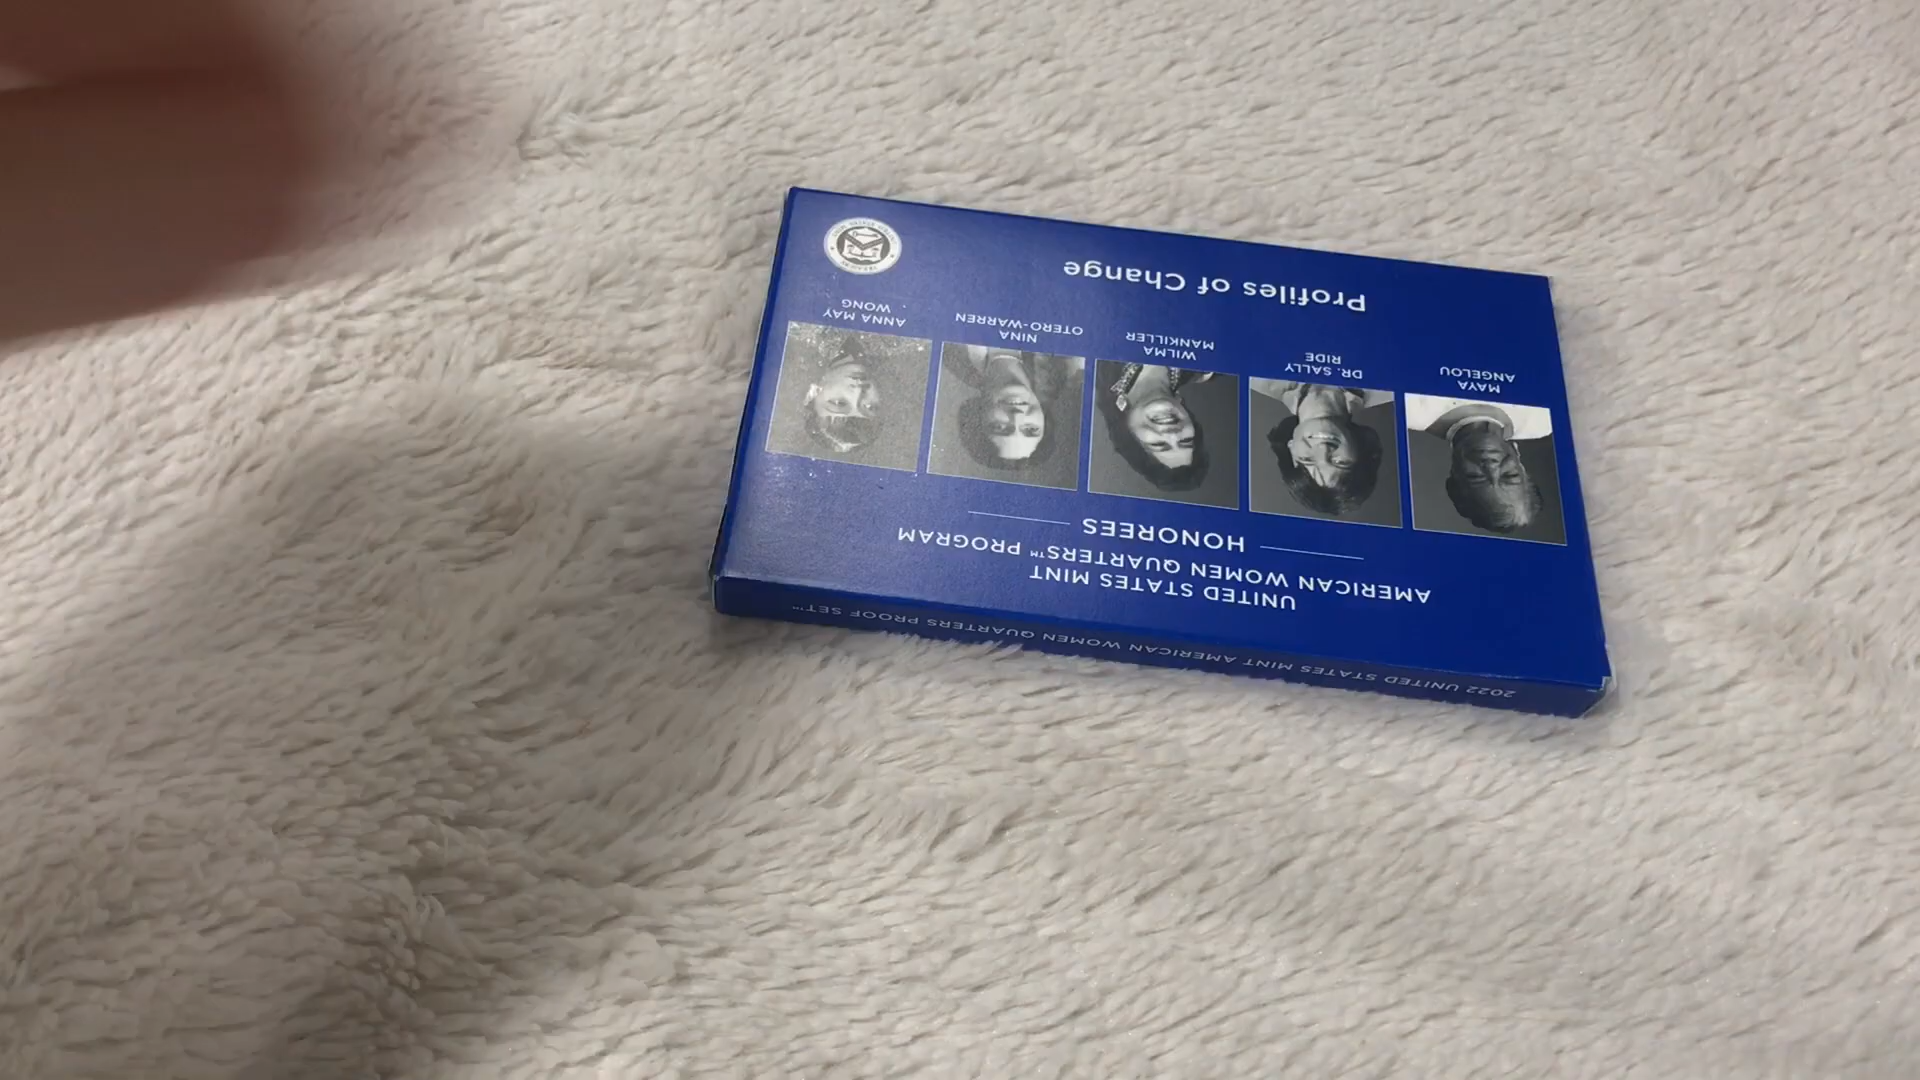 2022 UNITED STATES MINT AMERICAN WOMEN QUARTERS PROOF SET™
UNITED STATES MINT
AMERICAN WOMEN QUARTERS™ PROGRAM
HONOREES
MAYA
ANGELOU
DR. SALLY
RIDE
WILMA
MANKILLER
NINA
OTERO-WARREN
ANNA MAY
WONG
Profiles of Change